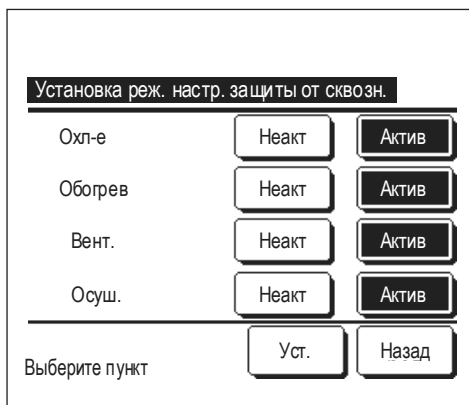 Установка реж. настр. защиты от сквозн.
Охл-е Неакт Актив
Обогрев Неакт Актив
Вент. Неакт Актив
Осуш. Неакт Актив
Выберите пункт Уст. Назад